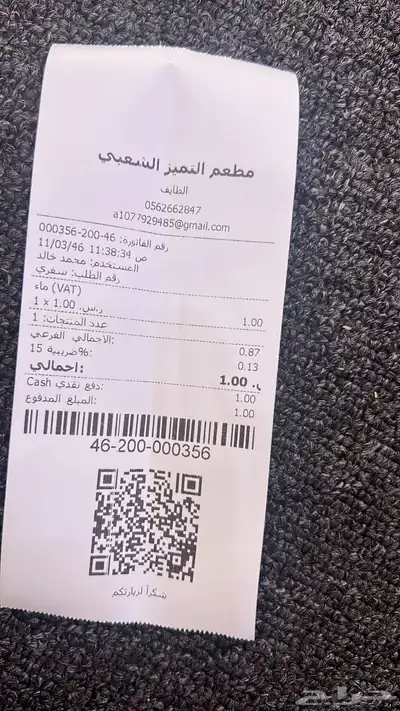 مطعم التميز الشعبي
الطايف
0562662847
a1077929485@gmail.com
رقم الفاتورة: 46-200-000356
11/03/46 11:38:34 ص
المستخدم: محمد خالد
رقم الطلب: سفري
ماء (VAT)
1 x 1.00 ر.س. 1.00
عدد المنتجات: 1
الاجمالي الفرعي: 0.87
ضريبية 15%: 0.13
اجمالي: 1.00
دفع نقدي Cash: 1.00
المبلغ المدفوع: 1.00
46-200-000356
شكراً لزيارتكم
حراج